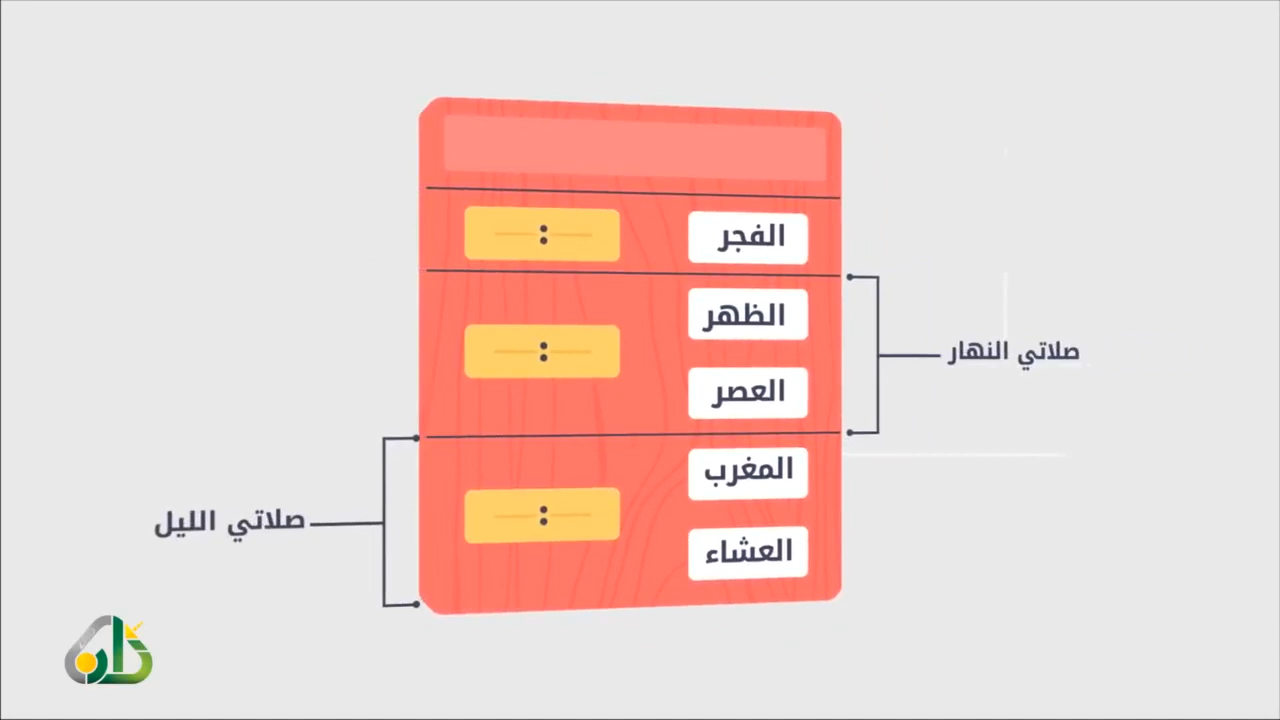 الفجر
الظهر
العصر
صلاتي النهار
المغرب
العشاء
صلاتي الليل